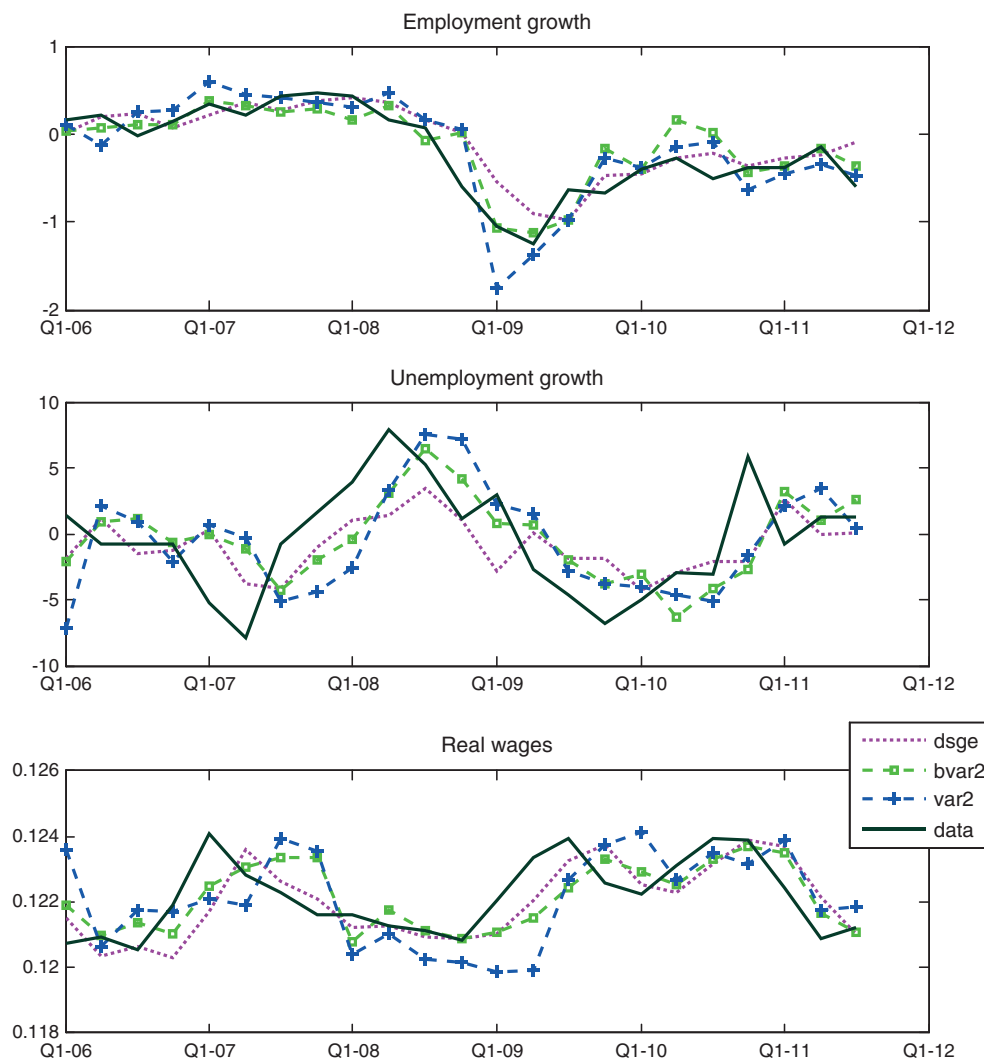 Employment growth
1
0
-1
-2
Q1-06 Q1-07 Q1-08 Q1-09 Q1-10 Q1-11 Q1-12
Unemployment growth
10
5
0
-5
-10
Q1-06 Q1-07 Q1-08 Q1-09 Q1-10 Q1-11 Q1-12
Real wages
dsge
bvar2
var2
data
0.126
0.124
0.122
0.12
0.118
Q1-06 Q1-07 Q1-08 Q1-09 Q1-10 Q1-11 Q1-12